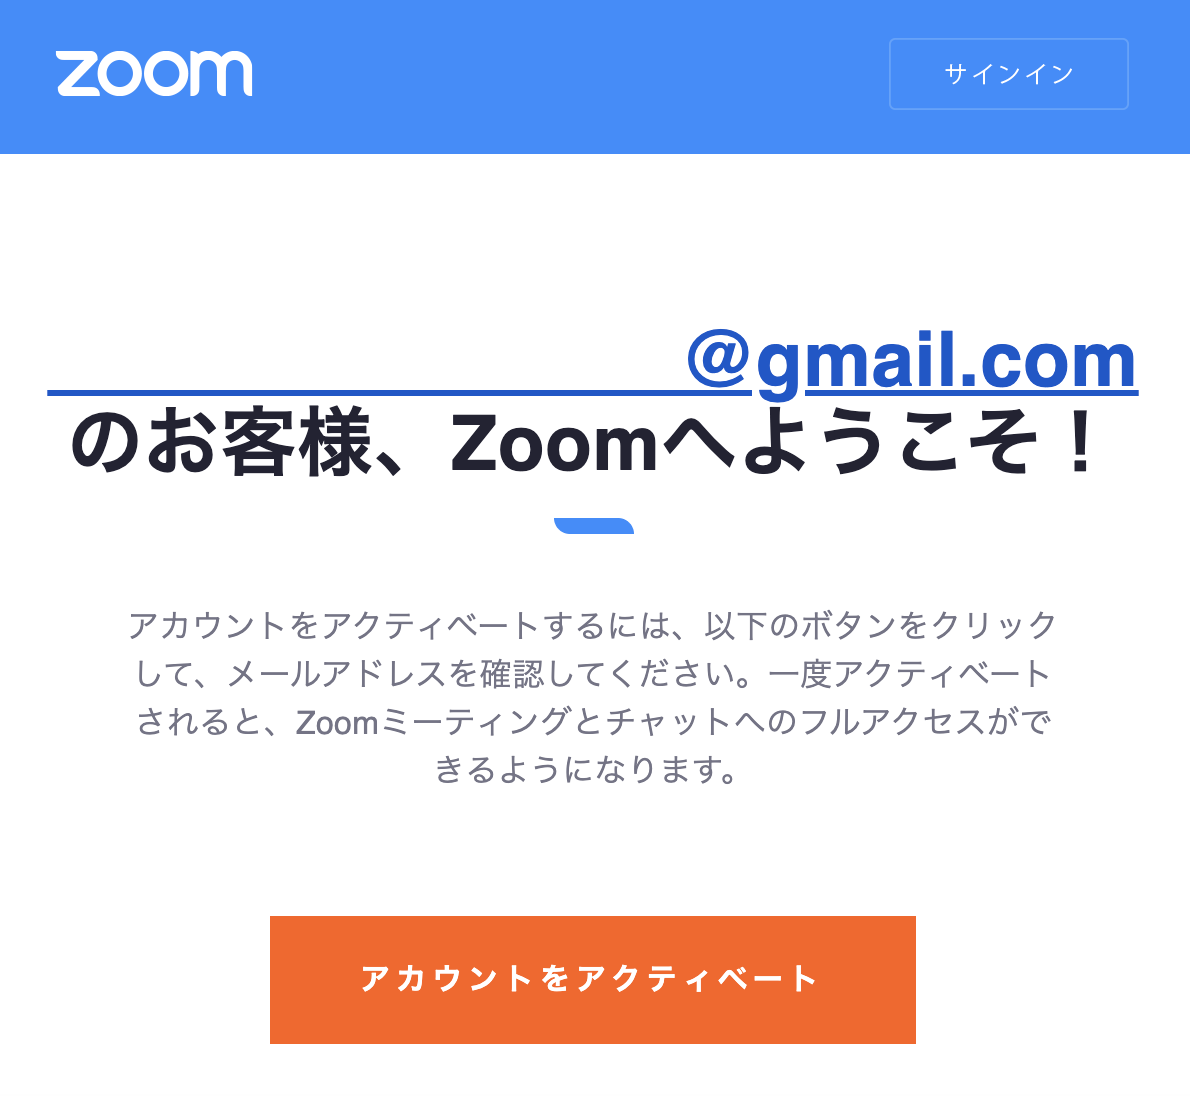 zoom
サインイン
@gmail.com
のお客様、Zoomへようこそ！
アカウントをアクティベートするには、以下のボタンをクリック
して、メールアドレスを確認してください。一度アクティベート
されると、Zoomミーティングとチャットへのフルアクセスがで
きるようになります。
アカウントをアクティベート